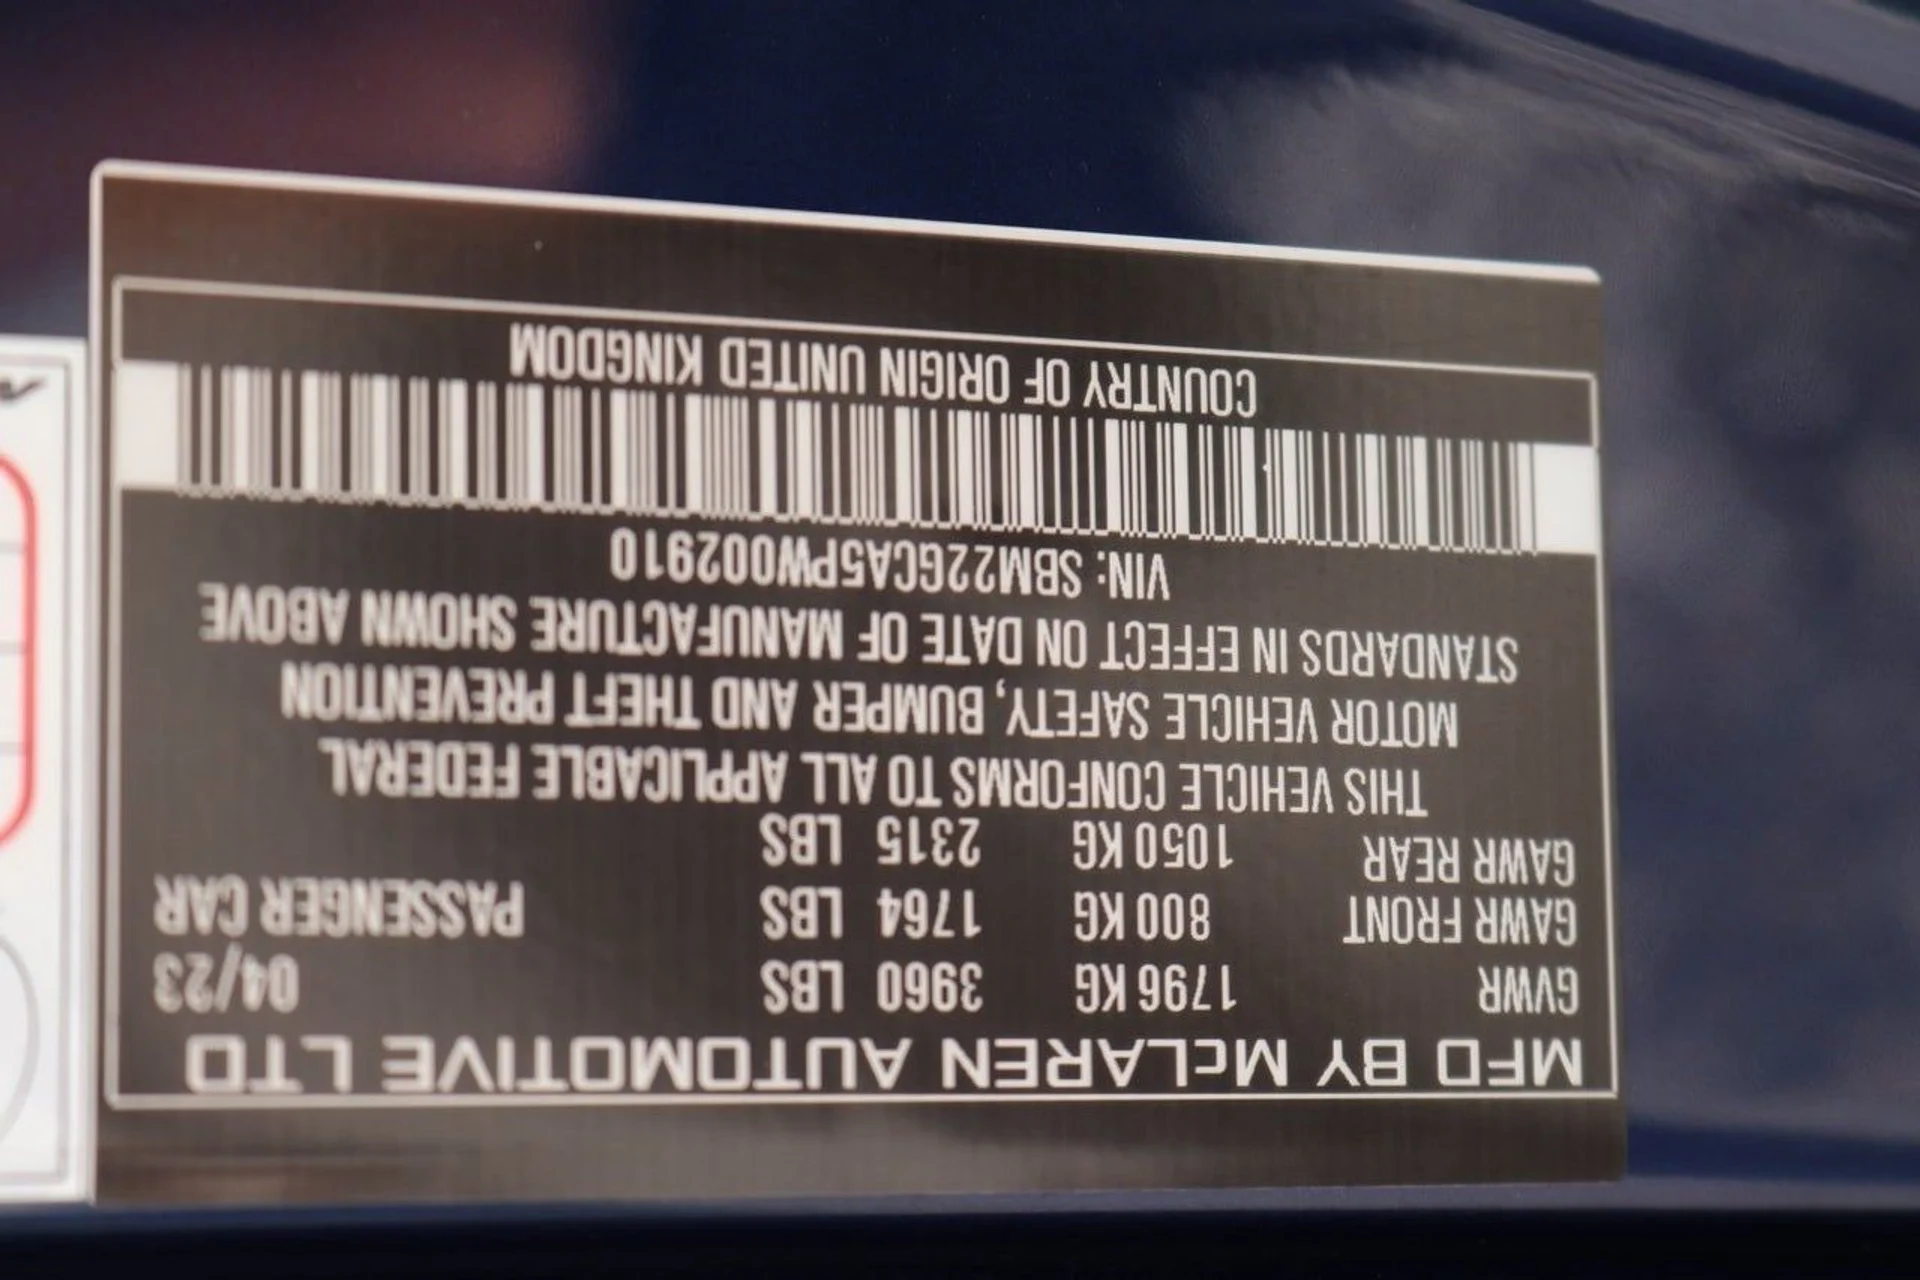 MFD BY McLAREN AUTOMOTIVE LTD
GVWR 1796 KG 3960 LBS 04/23
GAWR FRONT 800 KG 1764 LBS PASSENGER CAR
GAWR REAR 1050 KG 2315 LBS
THIS VEHICLE CONFORMS TO ALL APPLICABLE FEDERAL
MOTOR VEHICLE SAFETY, BUMPER AND THEFT PREVENTION
STANDARDS IN EFFECT ON DATE OF MANUFACTURE SHOWN ABOVE
VIN: SBM22GCA5PW002910
COUNTRY OF ORIGIN UNITED KINGDOM